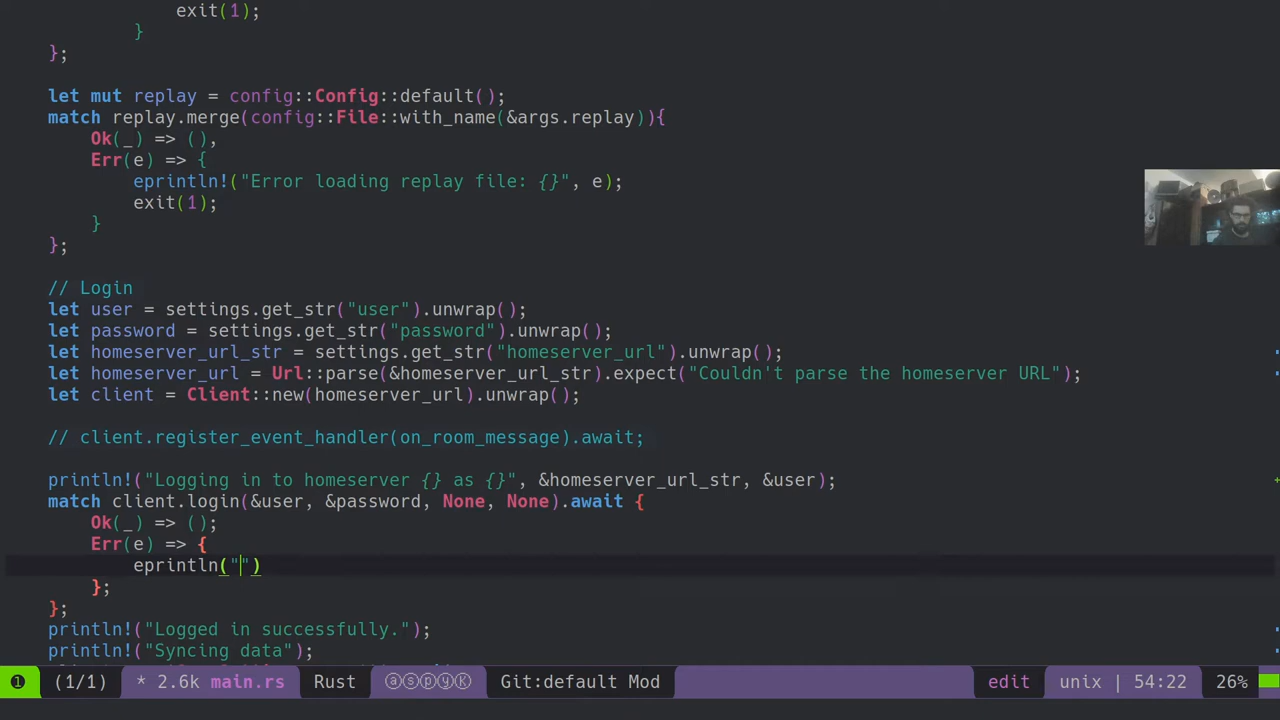 exit(1);
}
};
let mut replay = config::Config::default();
match replay.merge(config::File::with_name(&args.replay)){
Ok(_) => (),
Err(e) => {
eprintln!("Error loading replay file: {}", e);
exit(1);
}
};
// Login
let user = settings.get_str("user").unwrap();
let password = settings.get_str("password").unwrap();
let homeserver_url_str = settings.get_str("homeserver_url").unwrap();
let homeserver_url = Url::parse(&homeserver_url_str).expect("Couldn't parse the homeserver URL");
let client = Client::new(homeserver_url).unwrap();
// client.register_event_handler(on_room_message).await;
println!("Logging in to homeserver {} as {}", &homeserver_url_str, &user);
match client.login(&user, &password, None, None).await {
Ok(_) => ();
Err(e) => {
eprintln("")
};
};
println!("Logged in successfully.");
println!("Syncing data");
❶ (1/1) * 2.6k main.rs Rust ⓐⓢⓟⓨⓀ Git:default Mod edit unix | 54:22 26%